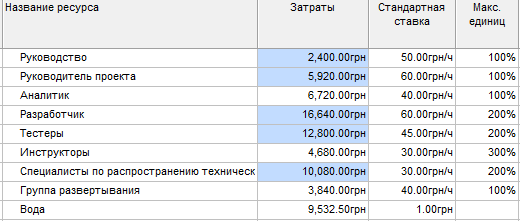 Название ресурса Затраты Стандартная ставка Макс. единиц
Руководство 2,400.00грн 50.00грн/ч 100%
Руководитель проекта 5,920.00грн 60.00грн/ч 100%
Аналитик 6,720.00грн 40.00грн/ч 100%
Разработчик 16,640.00грн 60.00грн/ч 200%
Тестеры 12,800.00грн 45.00грн/ч 200%
Инструкторы 4,680.00грн 30.00грн/ч 300%
Специалисты по распространению техническ 10,080.00грн 30.00грн/ч 200%
Группа развертывания 3,840.00грн 40.00грн/ч 100%
Вода 9,532.50грн 1.00грн